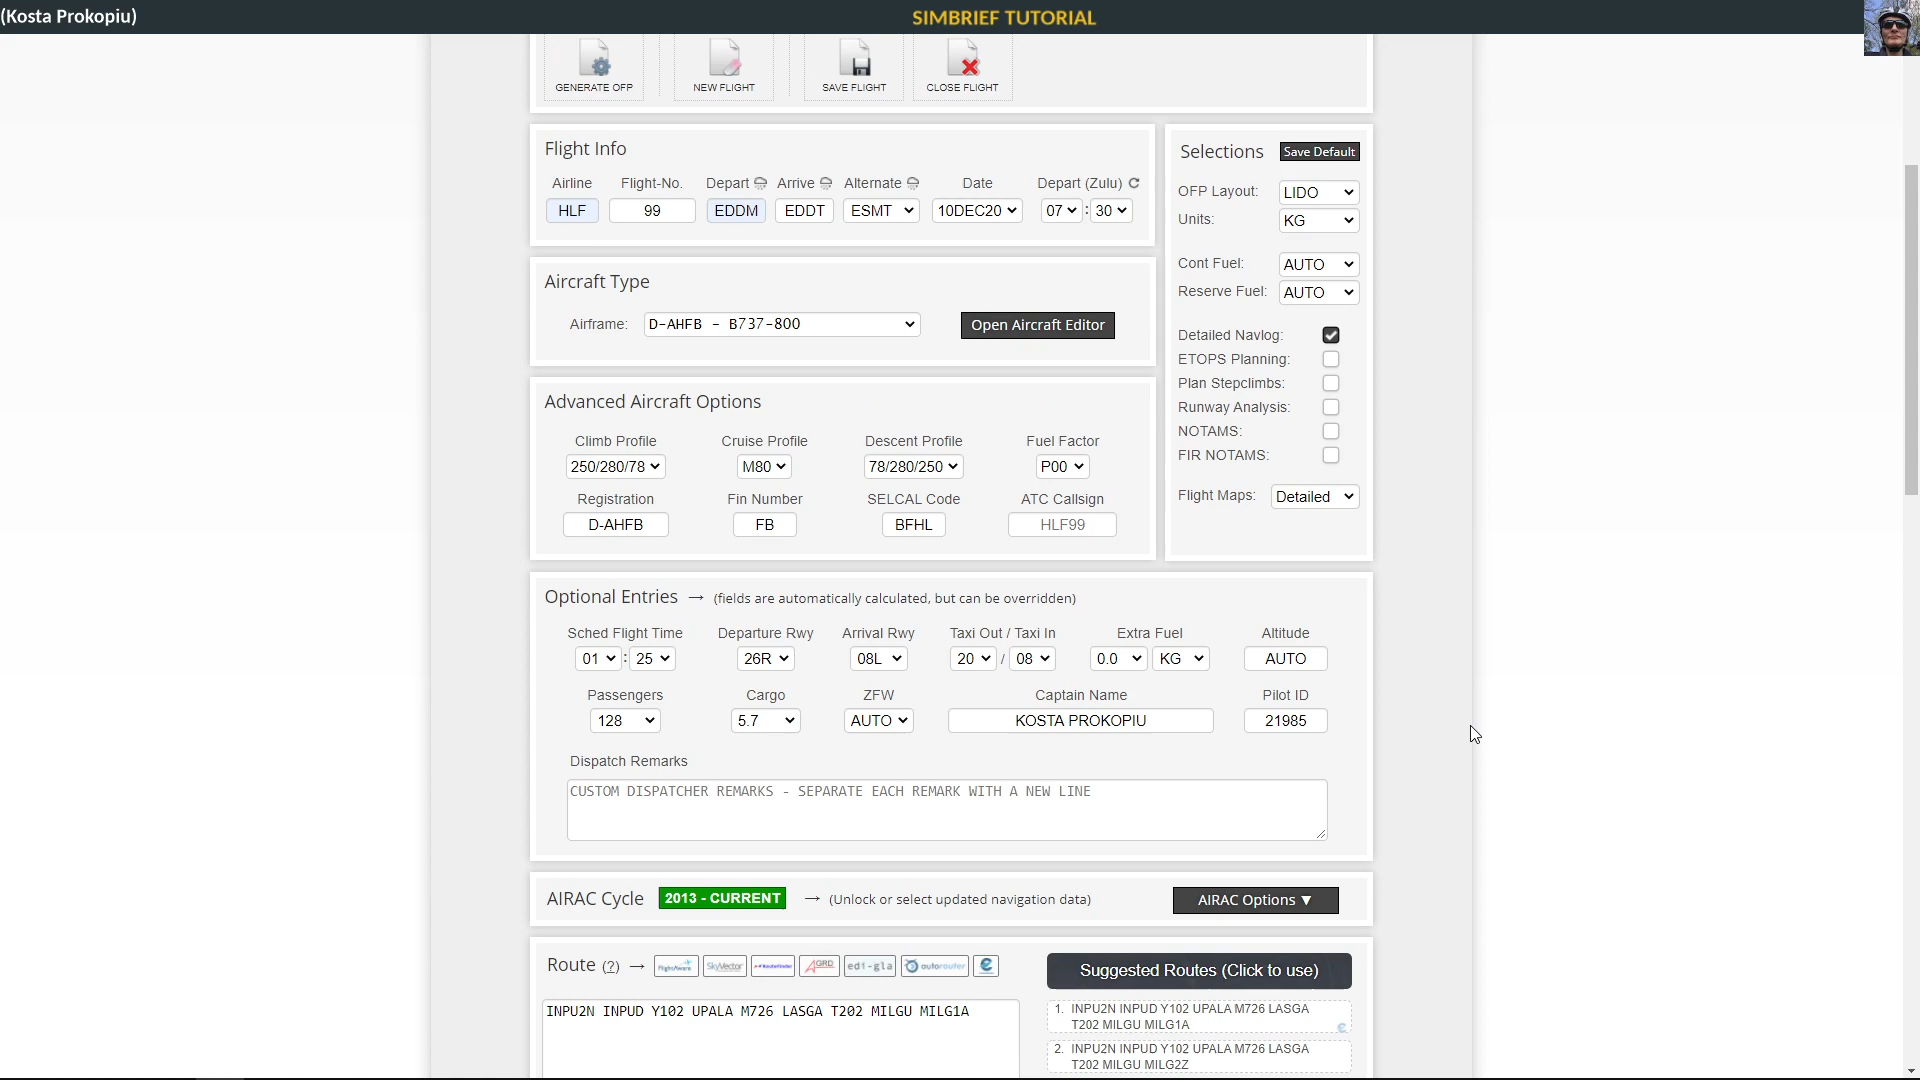 (Kosta Prokopiu)
SIMBRIEF TUTORIAL
GENERATE OFP
NEW FLIGHT
SAVE FLIGHT
CLOSE FLIGHT
Flight Info
Airline Flight-No. Depart Arrive Alternate Date Depart (Zulu)
HLF 99 EDDM EDDT ESMT 10DEC20 07 : 30
Aircraft Type
Airframe: D-AHFB - B737-800 Open Aircraft Editor
Advanced Aircraft Options
Climb Profile Cruise Profile Descent Profile Fuel Factor
250/280/78 M80 78/280/250 P00
Registration Fin Number SELCAL Code ATC Callsign
D-AHFB FB BFHL HLF99
Selections Save Default
OFP Layout: LIDO
Units: KG
Cont Fuel: AUTO
Reserve Fuel: AUTO
Detailed Navlog:
ETOPS Planning:
Plan Stepclimbs:
Runway Analysis:
NOTAMS:
FIR NOTAMS:
Flight Maps: Detailed
Optional Entries → (fields are automatically calculated, but can be overridden)
Sched Flight Time Departure Rwy Arrival Rwy Taxi Out / Taxi In Extra Fuel Altitude
01 : 25 26R 08L 20 / 08 0.0 KG AUTO
Passengers Cargo ZFW Captain Name Pilot ID
128 5.7 AUTO KOSTA PROKOPIU 21985
Dispatch Remarks
CUSTOM DISPATCHER REMARKS - SEPARATE EACH REMARK WITH A NEW LINE
AIRAC Cycle 2013 - CURRENT → (Unlock or select updated navigation data) AIRAC Options ▼
Route (?) → FlightAware SkyVector RouteFinder GRD edi-gla autorouter
INPU2N INPUD Y102 UPALA M726 LASGA T202 MILGU MILG1A
Suggested Routes (Click to use)
1. INPU2N INPUD Y102 UPALA M726 LASGA
T202 MILGU MILG1A
2. INPU2N INPUD Y102 UPALA M726 LASGA
T202 MILGU MILG2Z